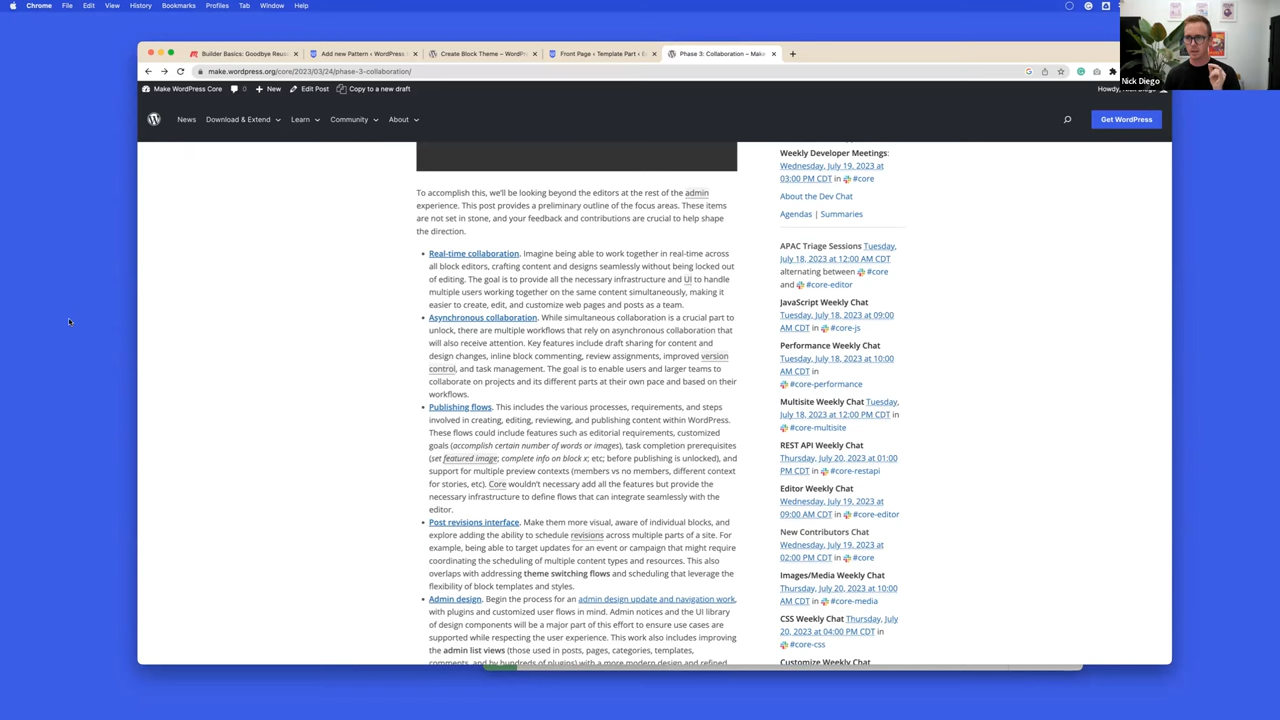 Chrome File Edit View History Bookmarks Profiles Tab Window Help
Builder Basics: Goodbye Reus
Add new Pattern ‹ WordPress
Create Block Theme – WordPr
Front Page ‹ Template Part ‹ E
Phase 3: Collaboration – Make
make.wordpress.org/core/2023/03/24/phase-3-collaboration/
Make WordPress Core 0 New Edit Post Copy to a new draft
Howdy, Nick Diego
Nick Diego
News Download & Extend Learn Community About
Get WordPress
To accomplish this, we'll be looking beyond the editors at the rest of the admin
experience. This post provides a preliminary outline of the focus areas. These items
are not set in stone, and your feedback and contributions are crucial to help shape
the direction.
Real-time collaboration. Imagine being able to work together in real-time across
all block editors, crafting content and designs seamlessly without being locked out
of editing. The goal is to provide all the necessary infrastructure and UI to handle
multiple users working together on the same content simultaneously, making it
easier to create, edit, and customize web pages and posts as a team.
Asynchronous collaboration. While simultaneous collaboration is a crucial part to
unlock, there are multiple workflows that rely on asynchronous collaboration that
will also receive attention. Key features include draft sharing for content and
design changes, inline block commenting, review assignments, improved version
control, and task management. The goal is to enable users and larger teams to
collaborate on projects and its different parts at their own pace and based on their
workflows.
Publishing flows. This includes the various processes, requirements, and steps
involved in creating, editing, reviewing, and publishing content within WordPress.
These flows could include features such as editorial requirements, customized
goals (accomplish certain number of words or images), task completion prerequisites
(set featured image; complete info on block x; etc; before publishing is unlocked), and
support for multiple preview contexts (members vs no members, different context
for stories, etc). Core wouldn't necessary add all the features but provide the
necessary infrastructure to define flows that can integrate seamlessly with the
editor.
Post revisions interface. Make them more visual, aware of individual blocks, and
explore adding the ability to schedule revisions across multiple parts of a site. For
example, being able to target updates for an event or campaign that might require
coordinating the scheduling of multiple content types and resources. This also
overlaps with addressing theme switching flows and scheduling that leverage the
flexibility of block templates and styles.
Admin design. Begin the process for an admin design update and navigation work,
with plugins and customized user flows in mind. Admin notices and the UI library
of design components will be a major part of this effort to ensure use cases are
supported while respecting the user experience. This work also includes improving
the admin list views (those used in posts, pages, categories, templates,
comments, and by hundreds of plugins) with a more modern design and refined
Weekly Developer Meetings:
Wednesday, July 19, 2023 at
03:00 PM CDT in #core
About the Dev Chat
Agendas | Summaries
APAC Triage Sessions Tuesday,
July 18, 2023 at 12:00 AM CDT
alternating between #core
and #core-editor
JavaScript Weekly Chat
Tuesday, July 18, 2023 at 09:00
AM CDT in #core-js
Performance Weekly Chat
Tuesday, July 18, 2023 at 10:00
AM CDT in
#core-performance
Multisite Weekly Chat Tuesday,
July 18, 2023 at 12:00 PM CDT in
#core-multisite
REST API Weekly Chat
Thursday, July 20, 2023 at 01:00
PM CDT in #core-restapi
Editor Weekly Chat
Wednesday, July 19, 2023 at
09:00 AM CDT in #core-editor
New Contributors Chat
Wednesday, July 19, 2023 at
02:00 PM CDT in #core
Images/Media Weekly Chat
Thursday, July 20, 2023 at 10:00
AM CDT in #core-media
CSS Weekly Chat Thursday, July
20, 2023 at 04:00 PM CDT in
#core-css
Customize Weekly Chat